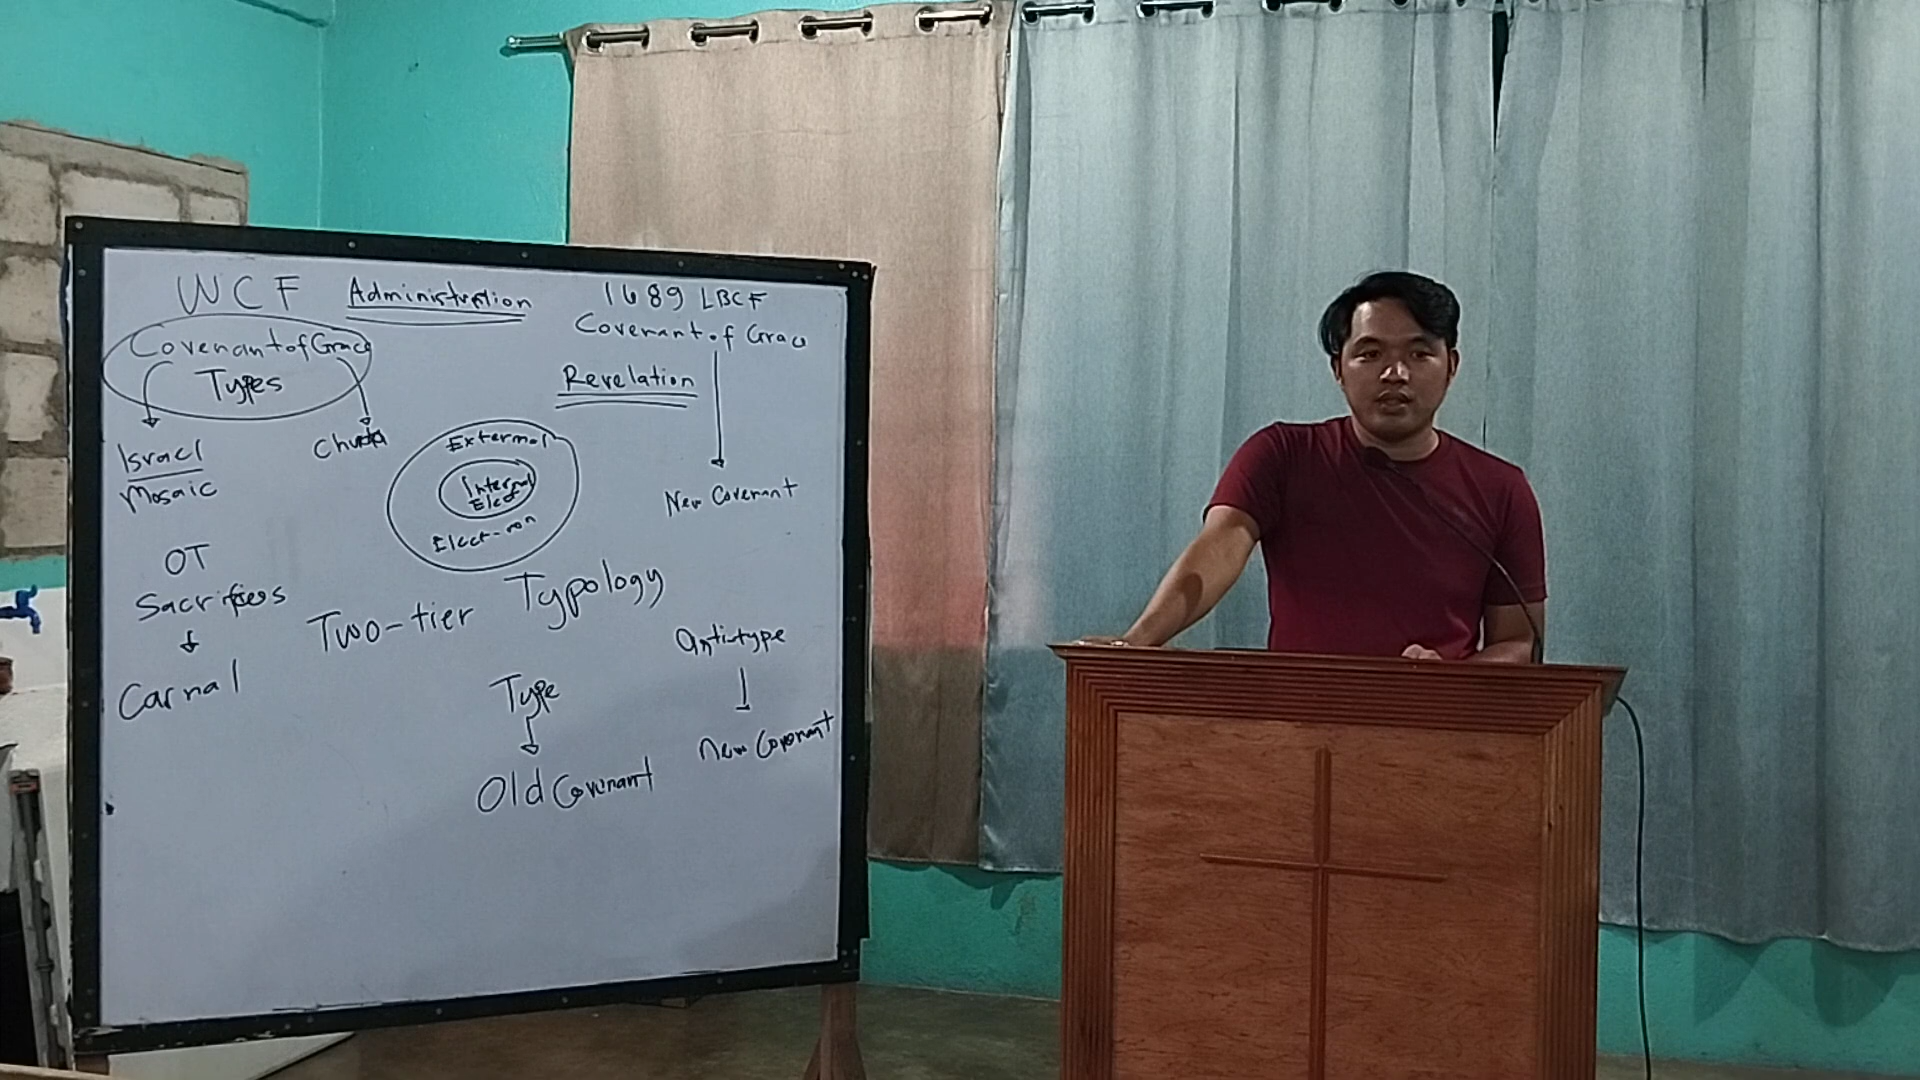 WCF Administration 1689 LBCF
Covenant of Grace
Covenant of Grace
Types
Revelation
Israel
Mosaic
Church
External
Internal
Elect
Elect-non
New Covenant
OT
Sacrifices
Carnal
Two-tier Typology
Type
Old Covenant
Antitype
New Covenant